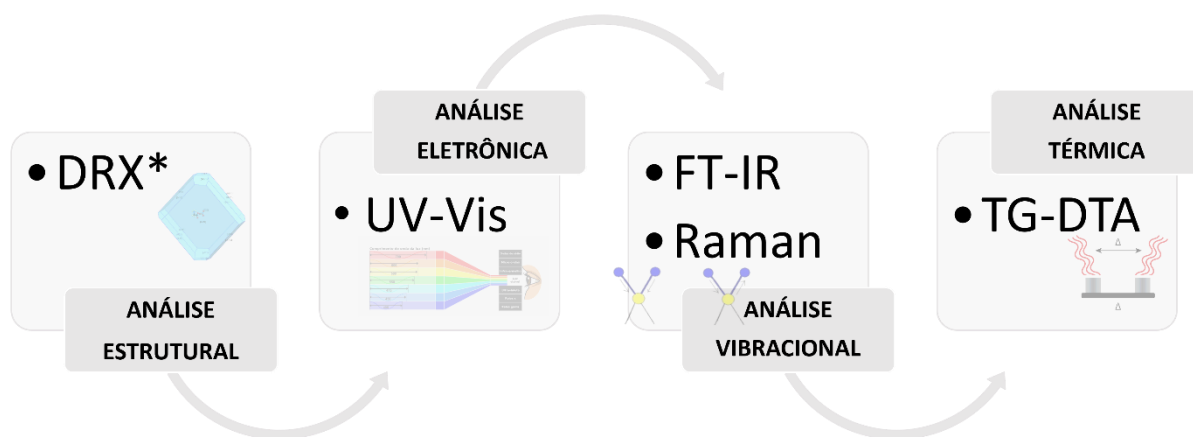 • DRX*
ANÁLISE
ESTRUTURAL
ANÁLISE
ELETRÔNICA
• UV-Vis
• FT-IR
• Raman
ANÁLISE
VIBRACIONAL
ANÁLISE
TÉRMICA
• TG-DTA
Δ
Δ